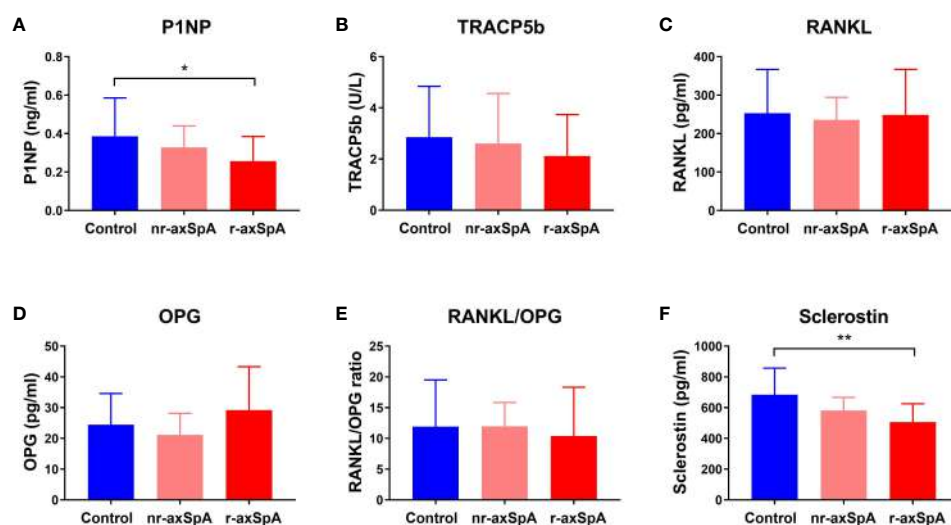 A
P1NP
P1NP (ng/ml)
0.8
0.6
0.4
0.2
0.0
*
Control nr-axSpA r-axSpA
B
TRACP5b
TRACP5b (U/L)
6
4
2
0
Control nr-axSpA r-axSpA
C
RANKL
RANKL (pg/ml)
400
300
200
100
0
Control nr-axSpA r-axSpA
D
OPG
OPG (pg/ml)
50
40
30
20
10
0
Control nr-axSpA r-axSpA
E
RANKL/OPG
RANKL/OPG ratio
25
20
15
10
5
0
Control nr-axSpA r-axSpA
F
Sclerostin
Sclerostin (pg/ml)
1000
800
600
400
200
0
**
Control nr-axSpA r-axSpA